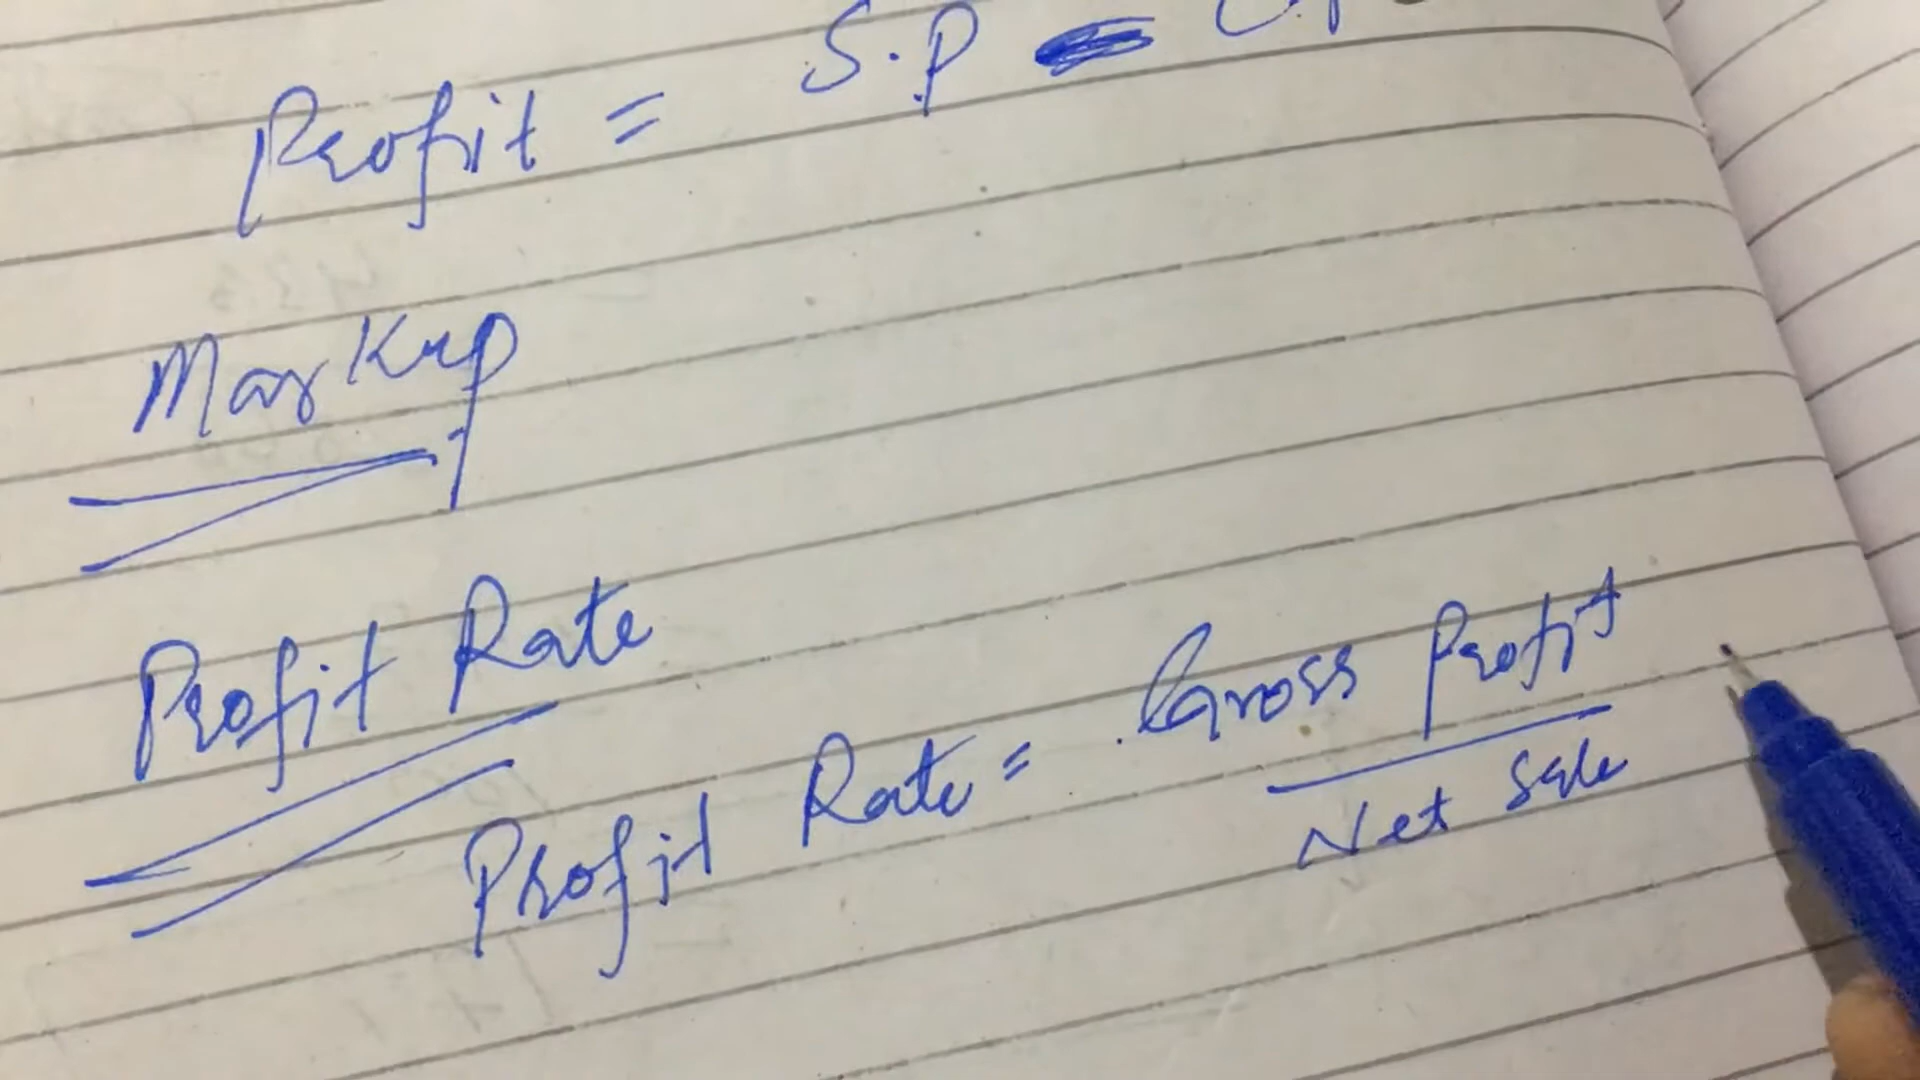 Profit = S.P -
Markup
Profit Rate
Profit Rate = Gross Profit
Net Sale